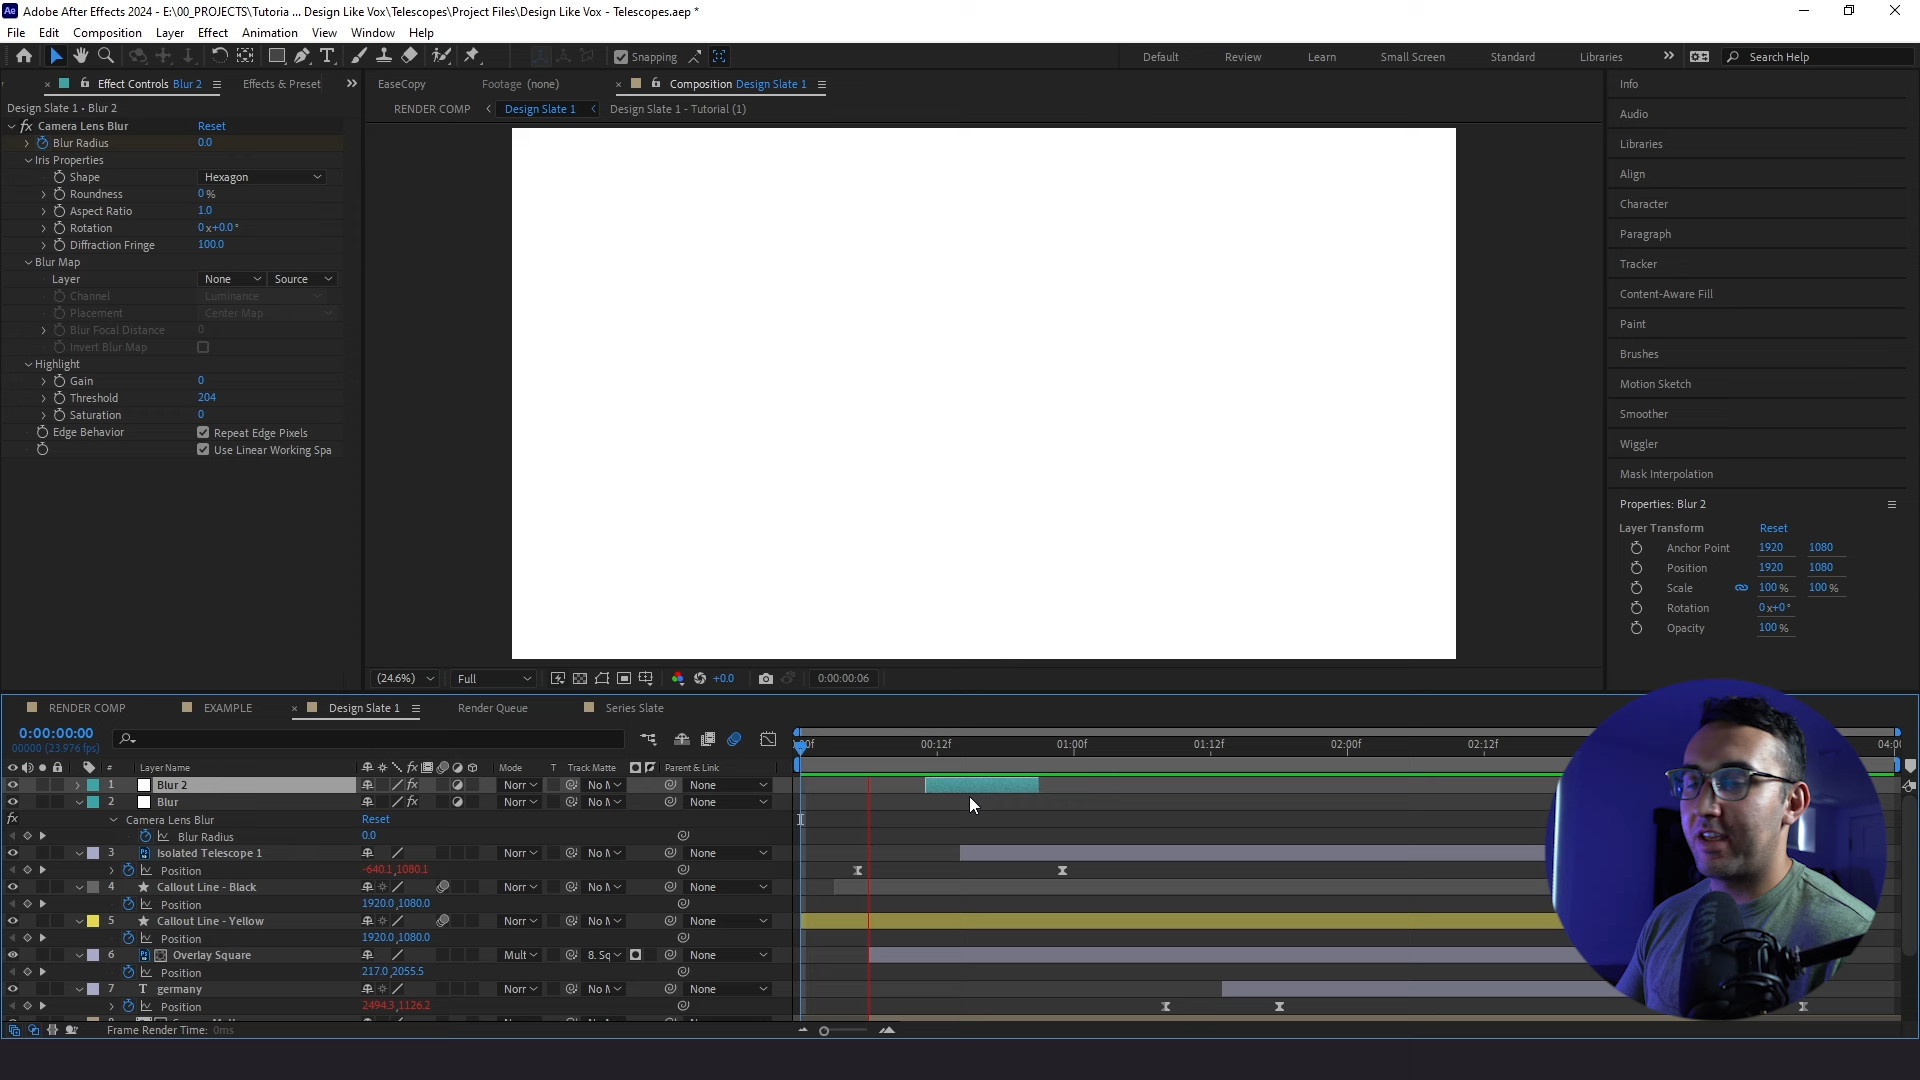 Ae Adobe After Effects 2024 - E:\00_PROJECTS\Tutoria ... Design Like Vox\Telescopes\Project Files\Design Like Vox - Telescopes.aep *
File Edit Composition Layer Effect Animation View Window Help
Snapping Default Review Learn Small Screen Standard Libraries Search Help
Effect Controls Blur 2 Effects & Preset
EaseCopy Footage (none) Composition Design Slate 1
RENDER COMP Design Slate 1 Design Slate 1 - Tutorial (1)
Design Slate 1 • Blur 2
fx Camera Lens Blur Reset
Blur Radius 0.0
Iris Properties
Shape Hexagon
Roundness 0 %
Aspect Ratio 1.0
Rotation 0 x+0.0 °
Diffraction Fringe 100.0
Blur Map
Layer None Source
Channel Luminance
Placement Center Map
Blur Focal Distance 0
Invert Blur Map
Highlight
Gain 0
Threshold 204
Saturation 0
Edge Behavior Repeat Edge Pixels
Use Linear Working Spa
Info
Audio
Libraries
Align
Character
Paragraph
Tracker
Content-Aware Fill
Paint
Brushes
Motion Sketch
Smoother
Wiggler
Mask Interpolation
Properties: Blur 2
Layer Transform Reset
Anchor Point 1920 1080
Position 1920 1080
Scale 100 % 100 %
Rotation 0 x+0 °
Opacity 100 %
(24.6%) Full +0.0 0:00:00:06
RENDER COMP EXAMPLE Design Slate 1 Render Queue Series Slate
0:00:00:00
00000 (23.976 fps)
00f 00:12f 01:00f 01:12f 02:00f 02:12f 04:00
# Layer Name fx Mode T Track Matte Parent & Link
1 Blur 2 fx Norr No M None
2 Blur fx Norr No M None
fx Camera Lens Blur Reset
Blur Radius 0.0
3 Ps Isolated Telescope 1 Norr No M None
Position -640.1,1080.1
4 Callout Line - Black Norr No M None
Position 1920.0,1080.0
5 Callout Line - Yellow Norr No M None
Position 1920.0,1080.0
6 Ps Overlay Square Mult 8. Sq None
Position 217.0,2055.5
7 T germany Norr No M None
Position 2494.3,1126.2
Frame Render Time: 0ms